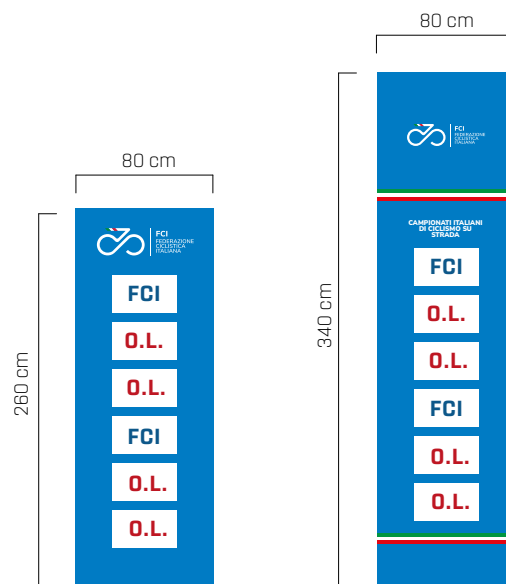 80 cm
260 cm
FCI
FEDERAZIONE
CICLISTICA
ITALIANA
FCI
O.L.
O.L.
FCI
O.L.
O.L.
80 cm
340 cm
FCI
FEDERAZIONE
CICLISTICA
ITALIANA
CAMPIONATI ITALIANI
DI CICLISMO SU
STRADA
FCI
O.L.
O.L.
FCI
O.L.
O.L.